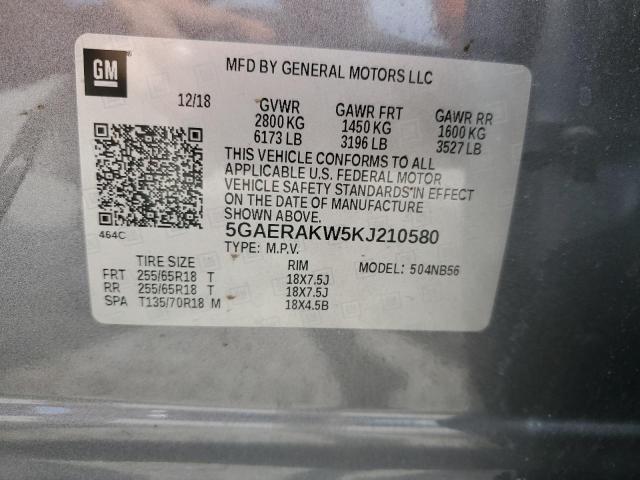 GM
MFD BY GENERAL MOTORS LLC
12/18 GVWR GAWR FRT GAWR RR
2800 KG 1450 KG 1600 KG
6173 LB 3196 LB 3527 LB
THIS VEHICLE CONFORMS TO ALL
APPLICABLE U.S. FEDERAL MOTOR
VEHICLE SAFETY STANDARDS IN EFFECT
ON THE DATE OF MANUFACTURE
SHOWN ABOVE.
464C
5GAERAKW5KJ210580
TYPE: M.P.V.
TIRE SIZE RIM MODEL: 504NB56
FRT 255/65R18 T 18X7.5J
RR 255/65R18 T 18X7.5J
SPA T135/70R18 M 18X4.5B